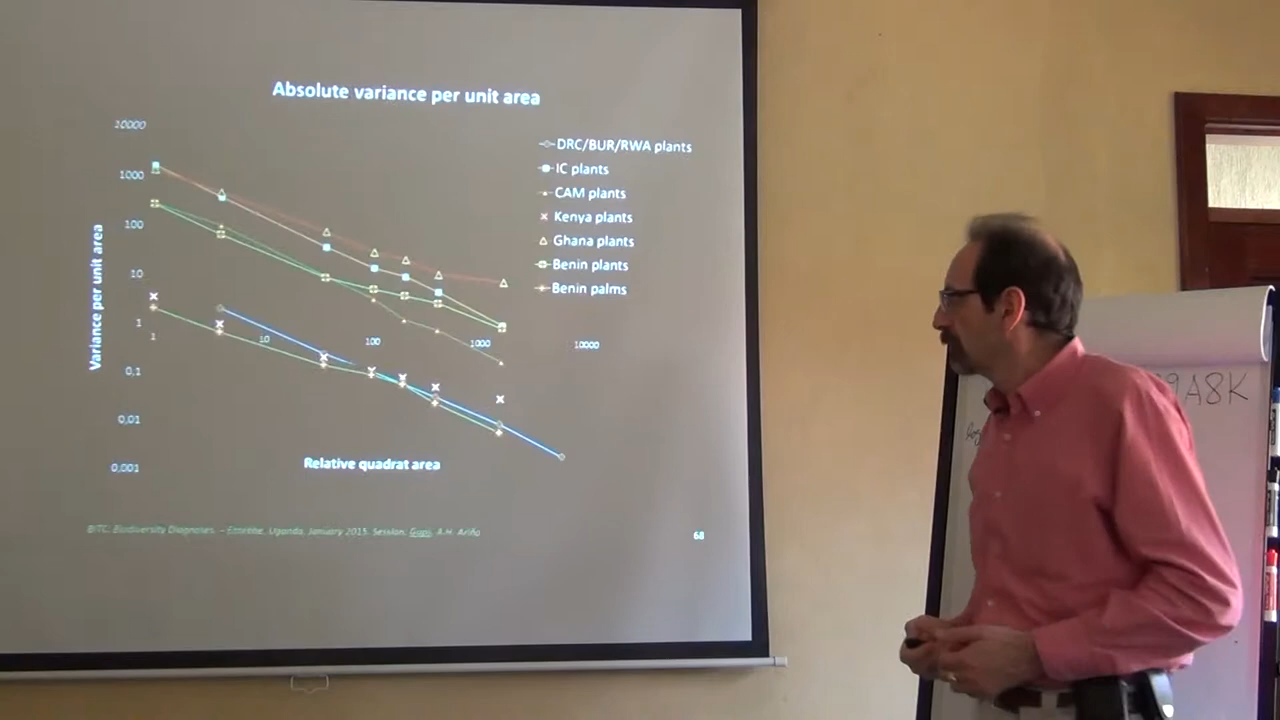 Absolute variance per unit area
10000
1000
100
10
1
0,1
0,01
0,001
Variance per unit area
1
10
100
1000
10000
Relative quadrat area
DRC/BUR/RWA plants
IC plants
CAM plants
Kenya plants
Ghana plants
Benin plants
Benin palms
BITC: Biodiversity Diagnoses. – Entebbe, Uganda, January 2015. Session: Gaps, A.H. Ariño
68
9A8K